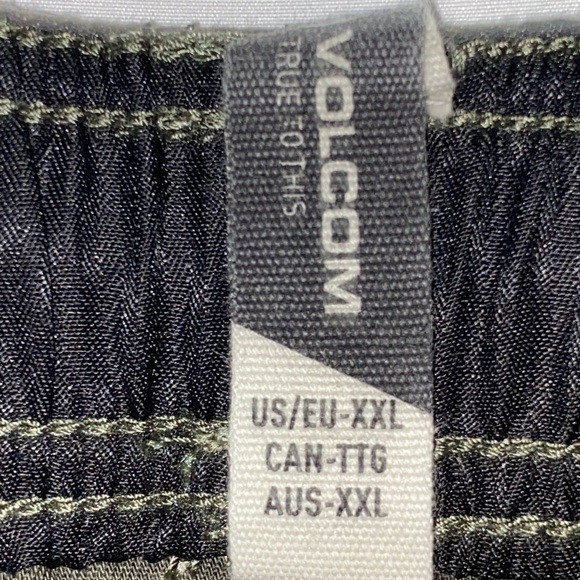 VOLCOM
TRUE TO THIS
US/EU-XXL
CAN-TTG
AUS-XXL